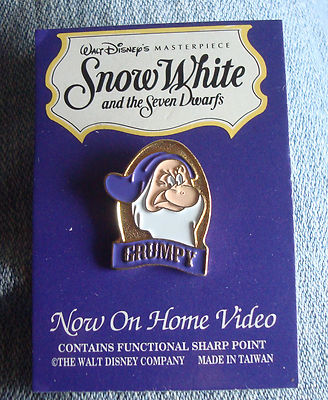 WALT DISNEY'S MASTERPIECE
Snow White
and the Seven Dwarfs
GRUMPY
Now On Home Video
CONTAINS FUNCTIONAL SHARP POINT
©THE WALT DISNEY COMPANY MADE IN TAIWAN